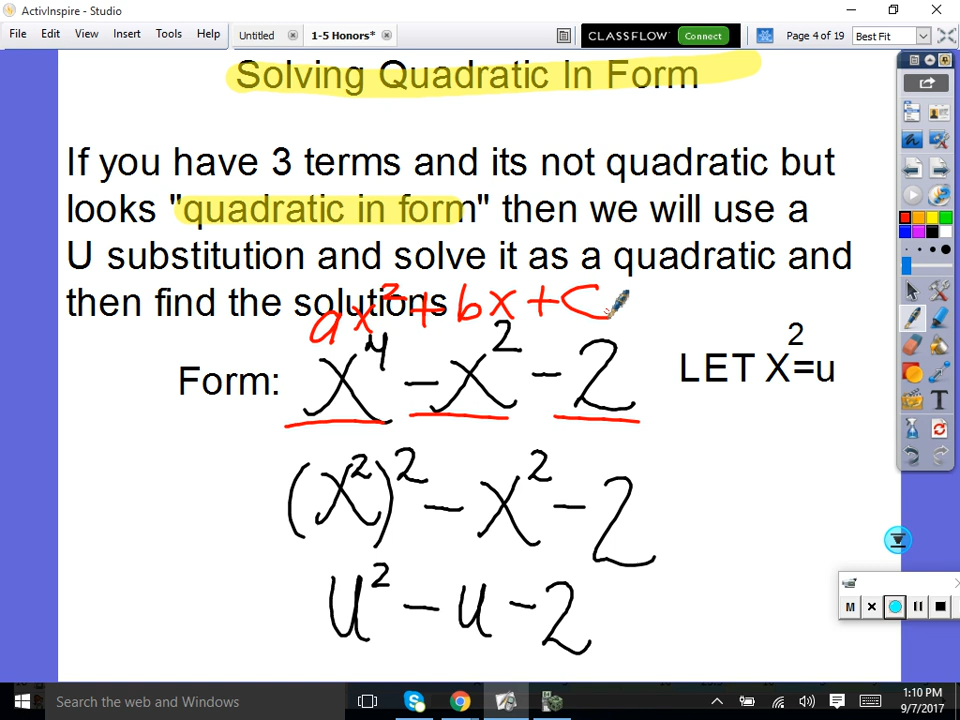 ActivInspire - Studio
File Edit View Insert Tools Help Untitled 1-5 Honors* CLASSFLOW Connect Page 4 of 19 Best Fit
Solving Quadratic In Form
If you have 3 terms and its not quadratic but
looks "quadratic in form" then we will use a
U substitution and solve it as a quadratic and
then find the solutions
ax² + bx + c
Form: x⁴ - x² - 2 LET X²=u
(x²)² - x² - 2
u² - u - 2
M
Search the web and Windows
1:10 PM
9/7/2017